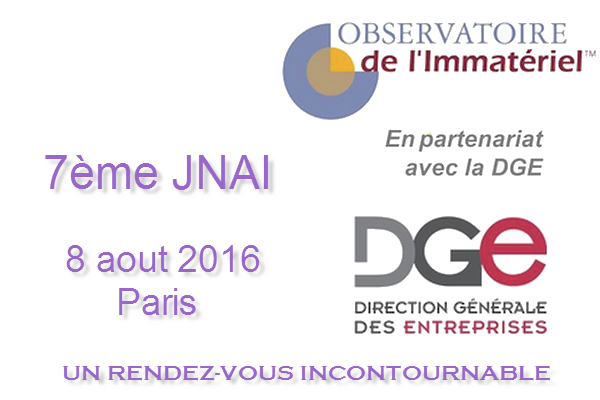 OBSERVATOIRE
de l'Immatériel™
En partenariat
avec la DGE
7ème JNAI
8 aout 2016
Paris
DGe
DIRECTION GÉNÉRALE
DES ENTREPRISES
UN RENDEZ-VOUS INCONTOURNABLE